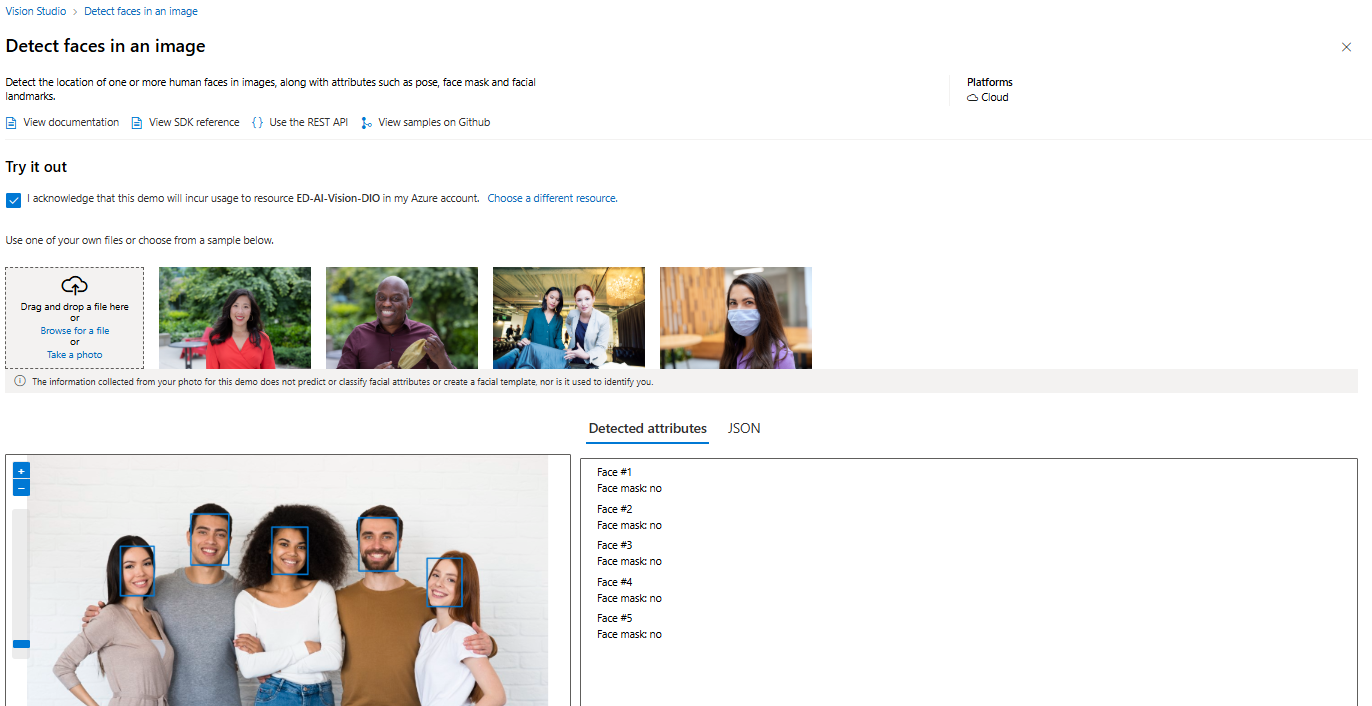 Vision Studio > Detect faces in an image
Detect faces in an image
Detect the location of one or more human faces in images, along with attributes such as pose, face mask and facial
landmarks.
Platforms
Cloud
View documentation View SDK reference {} Use the REST API View samples on Github
Try it out
I acknowledge that this demo will incur usage to resource ED-AI-Vision-DIO in my Azure account. Choose a different resource.
Use one of your own files or choose from a sample below.
Drag and drop a file here
or
Browse for a file
or
Take a photo
The information collected from your photo for this demo does not predict or classify facial attributes or create a facial template, nor is it used to identify you.
Detected attributes JSON
+
−
Face #1
Face mask: no
Face #2
Face mask: no
Face #3
Face mask: no
Face #4
Face mask: no
Face #5
Face mask: no